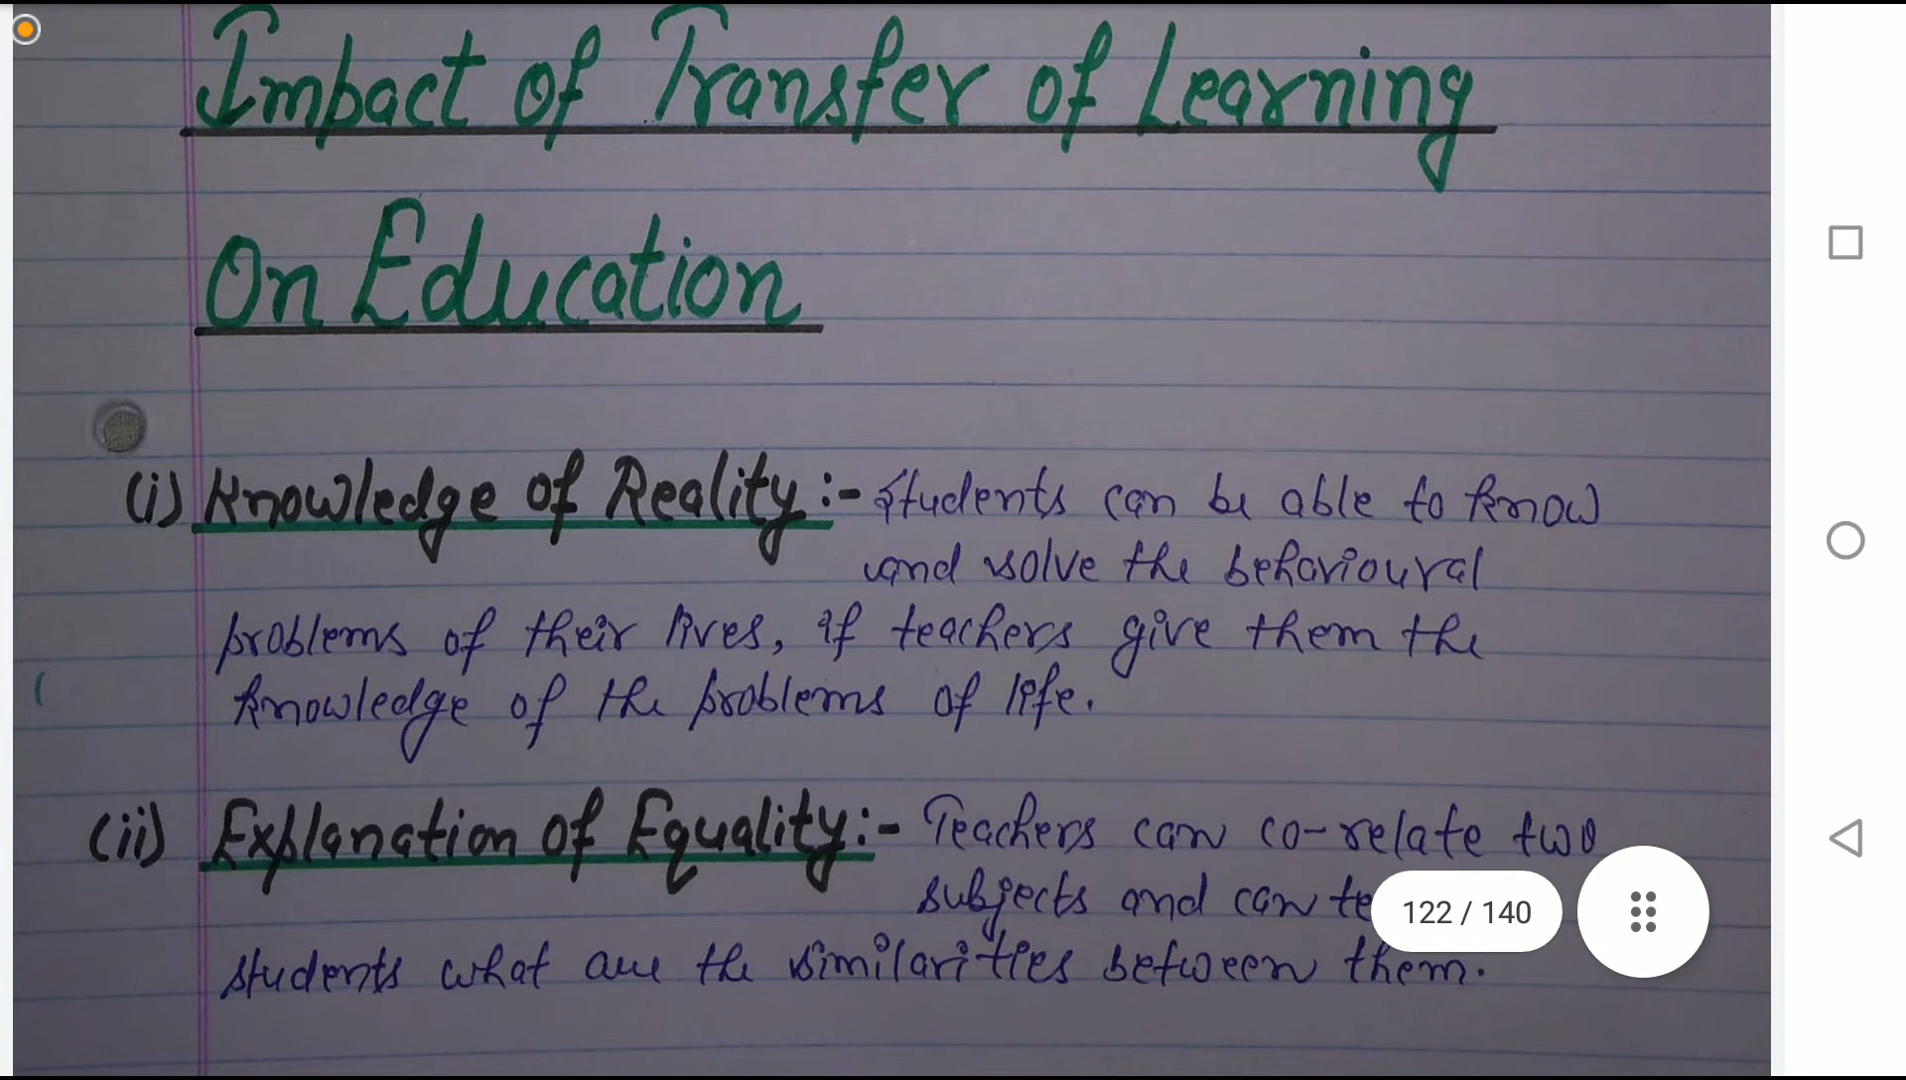 Impact of Transfer of Learning
On Education
(i) Knowledge of Reality :- Students can be able to know
and solve the behavioural
problems of their lives, if teachers give them the
knowledge of the problems of life.
(ii) Explanation of Equality :- Teachers can co-relate two
subjects and can te
students what are the similarities between them.
122 / 140